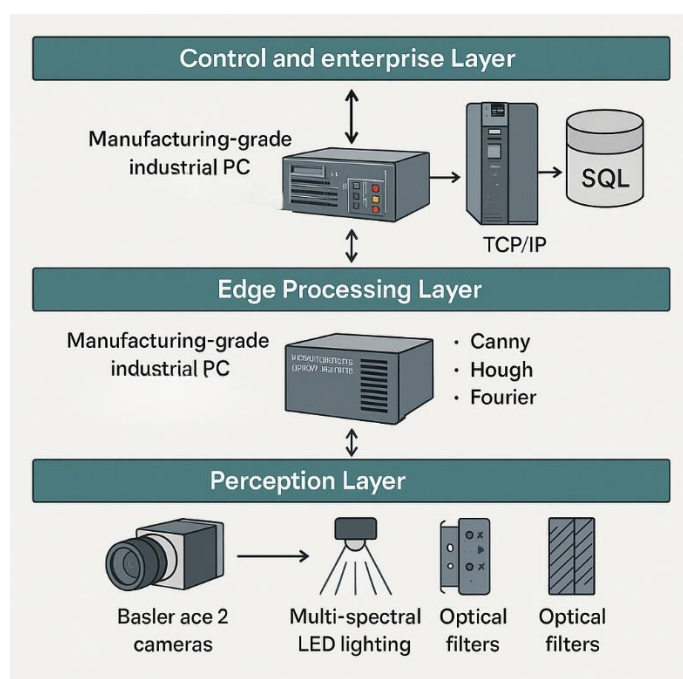 Control and enterprise Layer
Manufacturing-grade
industrial PC
SQL
TCP/IP
Edge Processing Layer
Manufacturing-grade
industrial PC
· Canny
· Hough
· Fourier
Perception Layer
Basler ace 2
cameras
Multi-spectral
LED lighting
Optical
filters
Optical
filters